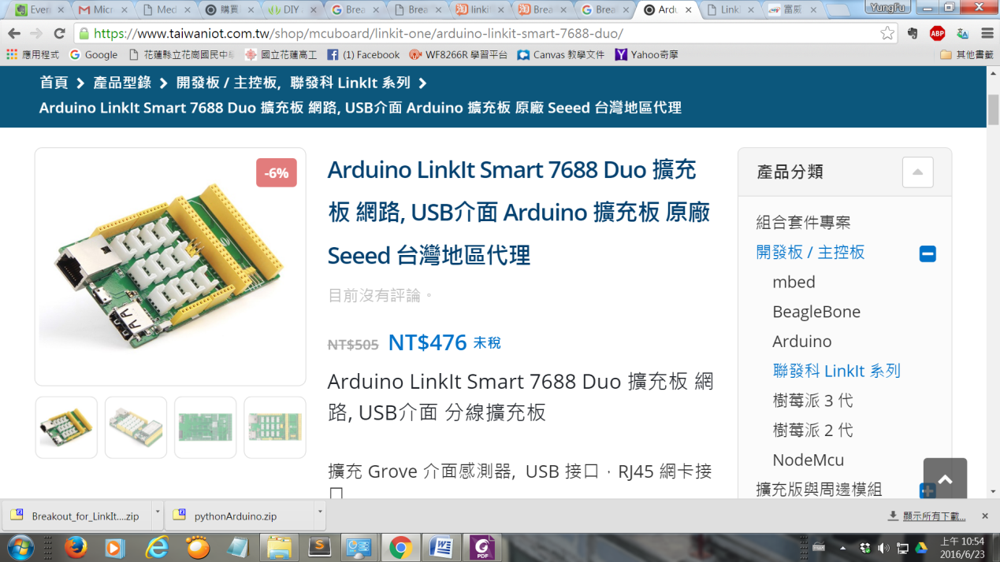 Ever
Micr
Med
購買
DIY
Brea
Brea
linkit
Brea
Brea
Ardu
LinkI
富威
YungFu
https://www.taiwaniot.com.tw/shop/mcuboard/linkit-one/arduino-linkit-smart-7688-duo/
ABP
應用程式 Google 花蓮縣立花崗國民中學 國立花蓮高工 (1) Facebook WF8266R 學習平台 Canvas 教學文件 Yahoo奇摩 其他書籤
首頁 > 產品型錄 > 開發板 / 主控板, 聯發科 LinkIt 系列 >
Arduino LinkIt Smart 7688 Duo 擴充板 網路, USB介面 Arduino 擴充板 原廠 Seeed 台灣地區代理
-6%
Arduino LinkIt Smart 7688 Duo 擴充
板 網路, USB介面 Arduino 擴充板 原廠
Seeed 台灣地區代理
目前沒有評論。
NT$505 NT$476 未稅
Arduino LinkIt Smart 7688 Duo 擴充板 網
路, USB介面 分線擴充板
擴充 Grove 介面感測器, USB 接口，RJ45 網卡接
口
產品分類
組合套件專案
開發板 / 主控板
mbed
BeagleBone
Arduino
聯發科 LinkIt 系列
樹莓派 3 代
樹莓派 2 代
NodeMcu
擴充版與周邊模組
Breakout_for_LinkIt....zip
pythonArduino.zip
顯示所有下載...
PDF
上午 10:54
2016/6/23